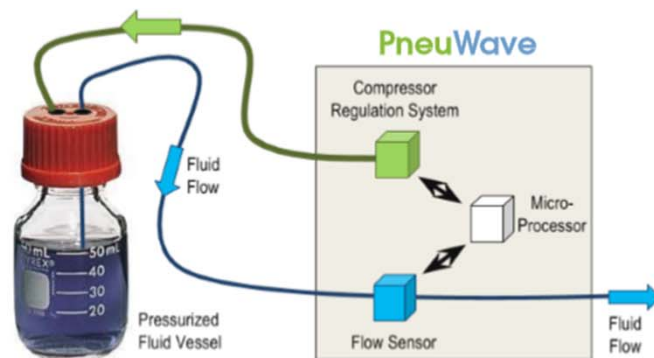 PneuWave
Compressor
Regulation System
Fluid
Flow
Micro-
Processor
50mL
40
30
20
Pressurized
Fluid Vessel
Flow Sensor
Fluid
Flow